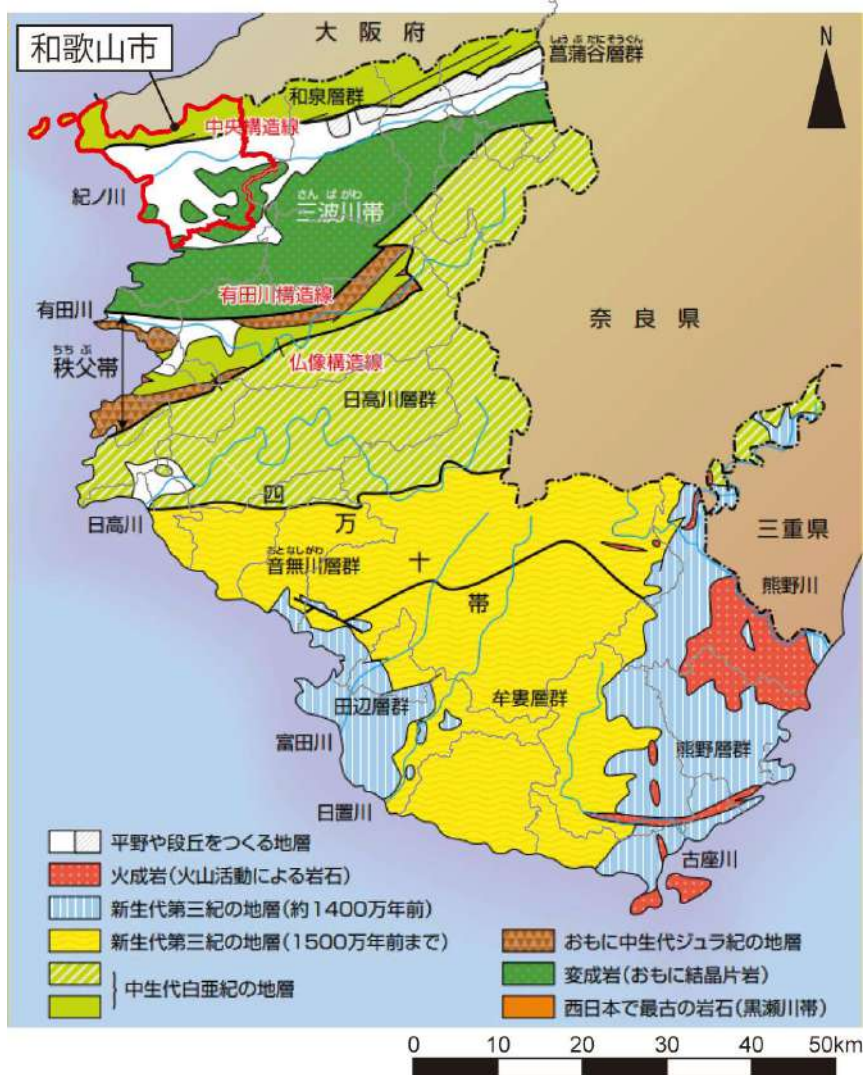 大阪府
和歌山市
しょうぶだにそうぐん
菖蒲谷層群
N
和泉層群
中央構造線
紀ノ川
さんばがわ
三波川帯
有田川構造線
有田川
ちちぶ
秩父帯
仏像構造線
奈良県
日高川層群
四
日高川
万
三重県
おとなしがわ
音無川層群
十
熊野川
帯
田辺層群
牟婁層群
富田川
熊野層群
日置川
古座川
平野や段丘をつくる地層
火成岩(火山活動による岩石)
新生代第三紀の地層(約1400万年前)
新生代第三紀の地層(1500万年前まで)
中生代白亜紀の地層
おもに中生代ジュラ紀の地層
変成岩(おもに結晶片岩)
西日本で最古の岩石(黒瀬川帯)
0 10 20 30 40 50km